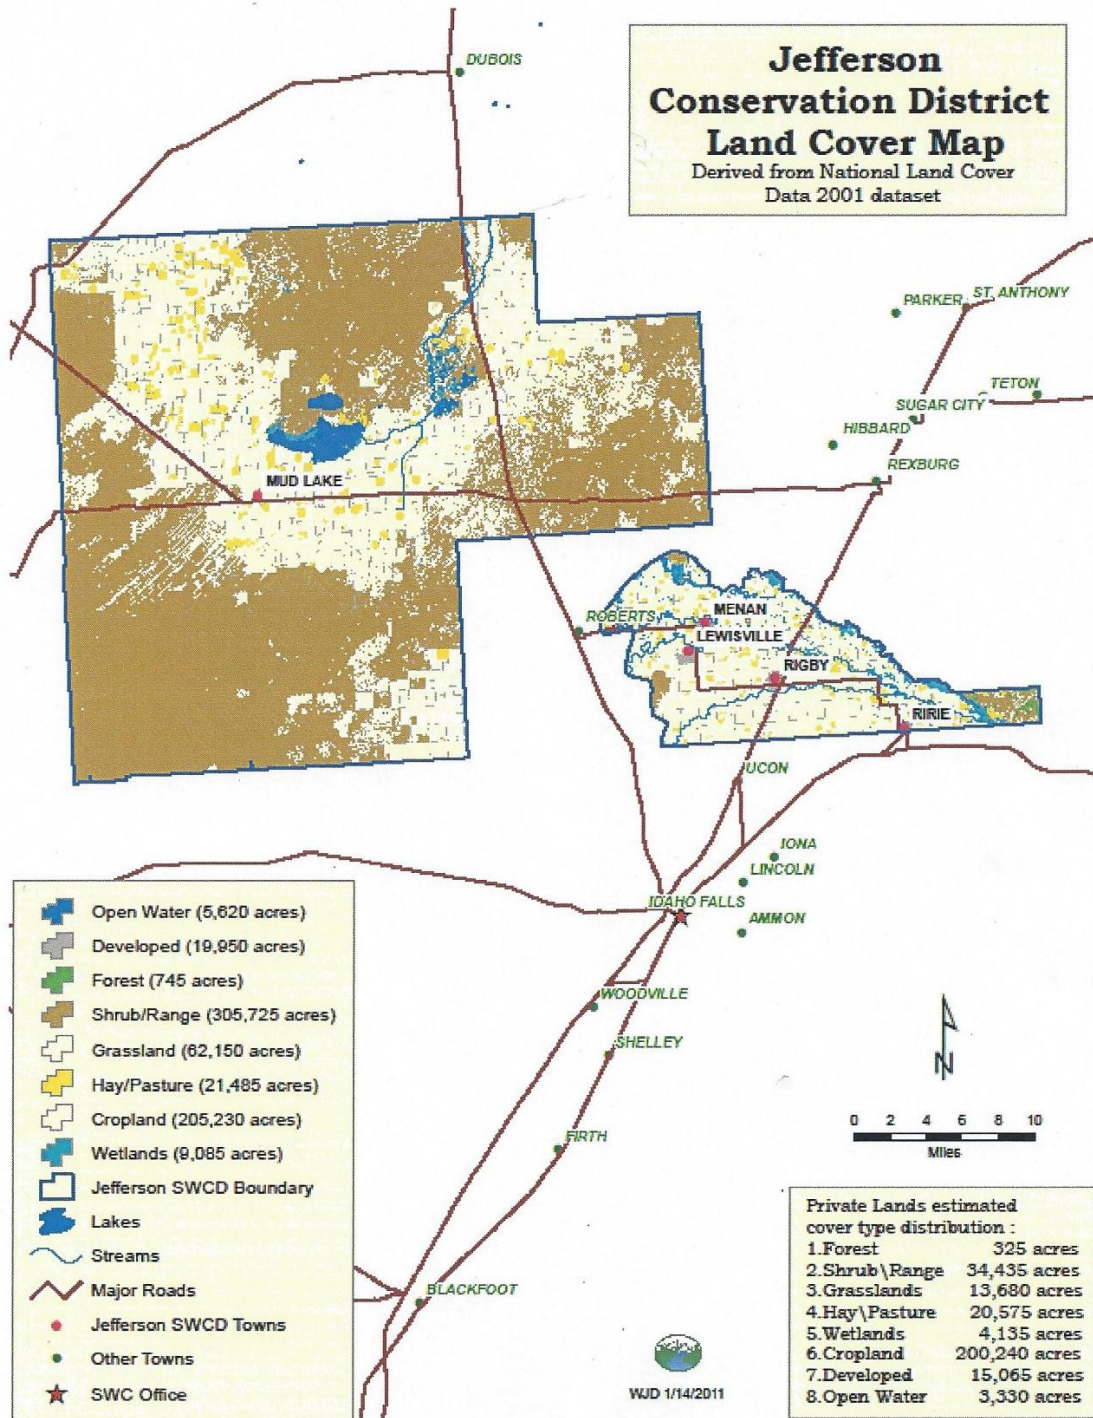 Jefferson
Conservation District
Land Cover Map
Derived from National Land Cover
Data 2001 dataset
DUBOIS
PARKER
ST. ANTHONY
TETON
SUGAR CITY
HIBBARD
REXBURG
MUD LAKE
ROBERTS
MENAN
LEWISVILLE
RIGBY
RIRIE
UCON
IONA
LINCOLN
IDAHO FALLS
AMMON
WOODVILLE
SHELLEY
FIRTH
BLACKFOOT
Open Water (5,620 acres)
Developed (19,950 acres)
Forest (745 acres)
Shrub/Range (305,725 acres)
Grassland (62,150 acres)
Hay/Pasture (21,485 acres)
Cropland (205,230 acres)
Wetlands (9,085 acres)
Jefferson SWCD Boundary
Lakes
Streams
Major Roads
Jefferson SWCD Towns
Other Towns
SWC Office
N
0 2 4 6 8 10
Miles
Private Lands estimated
cover type distribution :
1.Forest 325 acres
2.Shrub\Range 34,435 acres
3.Grasslands 13,680 acres
4.Hay\Pasture 20,575 acres
5.Wetlands 4,135 acres
6.Cropland 200,240 acres
7.Developed 15,065 acres
8.Open Water 3,330 acres
WJD 1/14/2011